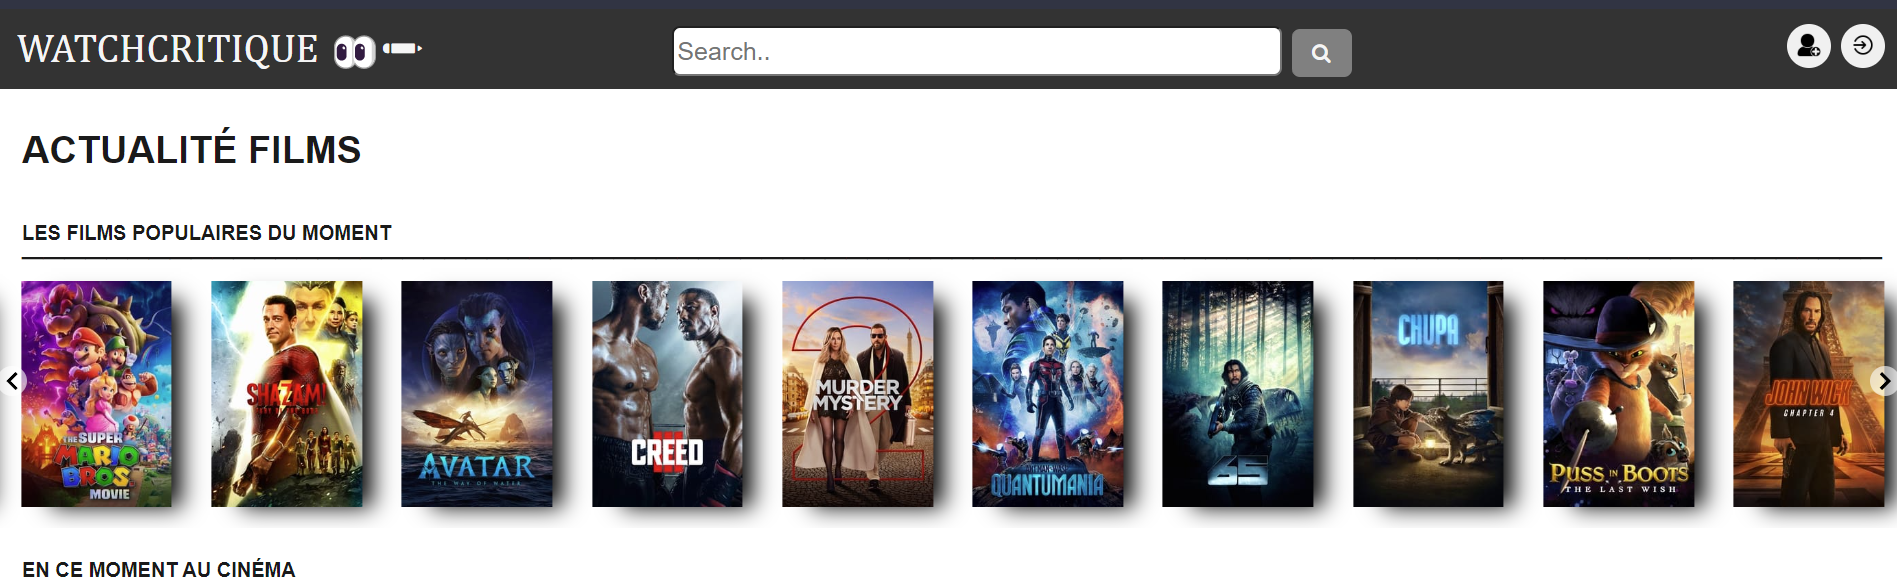 WATCHCRITIQUE
Search..
ACTUALITÉ FILMS
LES FILMS POPULAIRES DU MOMENT
THE SUPER
MARIO
BROS.
MOVIE
SHAZAM!
AVATAR
THE WAY OF WATER
CREED
III
MURDER
MYSTERY
2
QUANTUMANIA
65
CHUPA
PUSS IN BOOTS
THE LAST WISH
JOHN WICK
CHAPTER 4
EN CE MOMENT AU CINÉMA